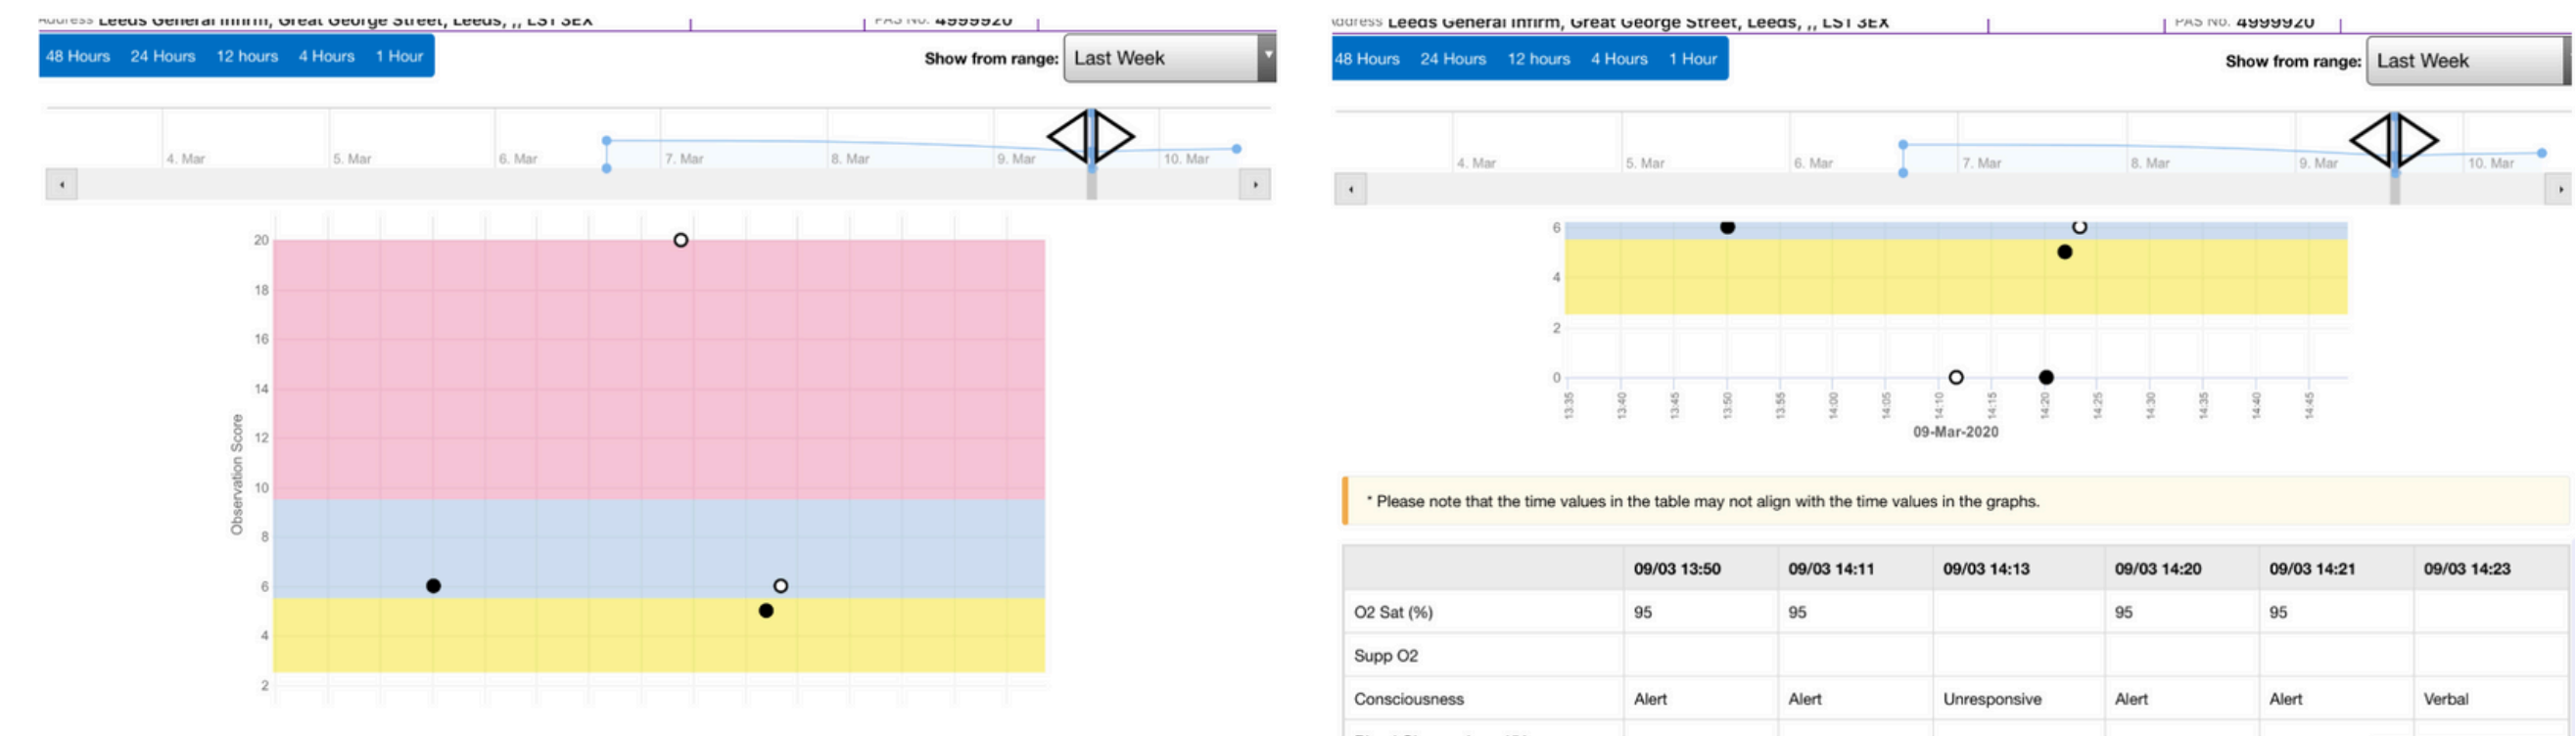 Address Leeds General Infirm, Great George Street, Leeds, ,, LS1 3EX PAS No. 4999920
48 Hours 24 Hours 12 hours 4 Hours 1 Hour Show from range: Last Week
4. Mar 5. Mar 6. Mar 7. Mar 8. Mar 9. Mar 10. Mar
20
18
16
14
12
10
8
6
4
2
Observation Score
Address Leeds General Infirm, Great George Street, Leeds, ,, LS1 3EX PAS No. 4999920
48 Hours 24 Hours 12 hours 4 Hours 1 Hour Show from range: Last Week
4. Mar 5. Mar 6. Mar 7. Mar 8. Mar 9. Mar 10. Mar
6
4
2
0
13:35 13:40 13:45 13:50 13:55 14:00 14:05 14:10 14:15 14:20 14:25 14:30 14:35 14:40 14:45
09-Mar-2020
* Please note that the time values in the table may not align with the time values in the graphs.
09/03 13:50 09/03 14:11 09/03 14:13 09/03 14:20 09/03 14:21 09/03 14:23
O2 Sat (%) 95 95 95 95
Supp O2
Consciousness Alert Alert Unresponsive Alert Alert Verbal